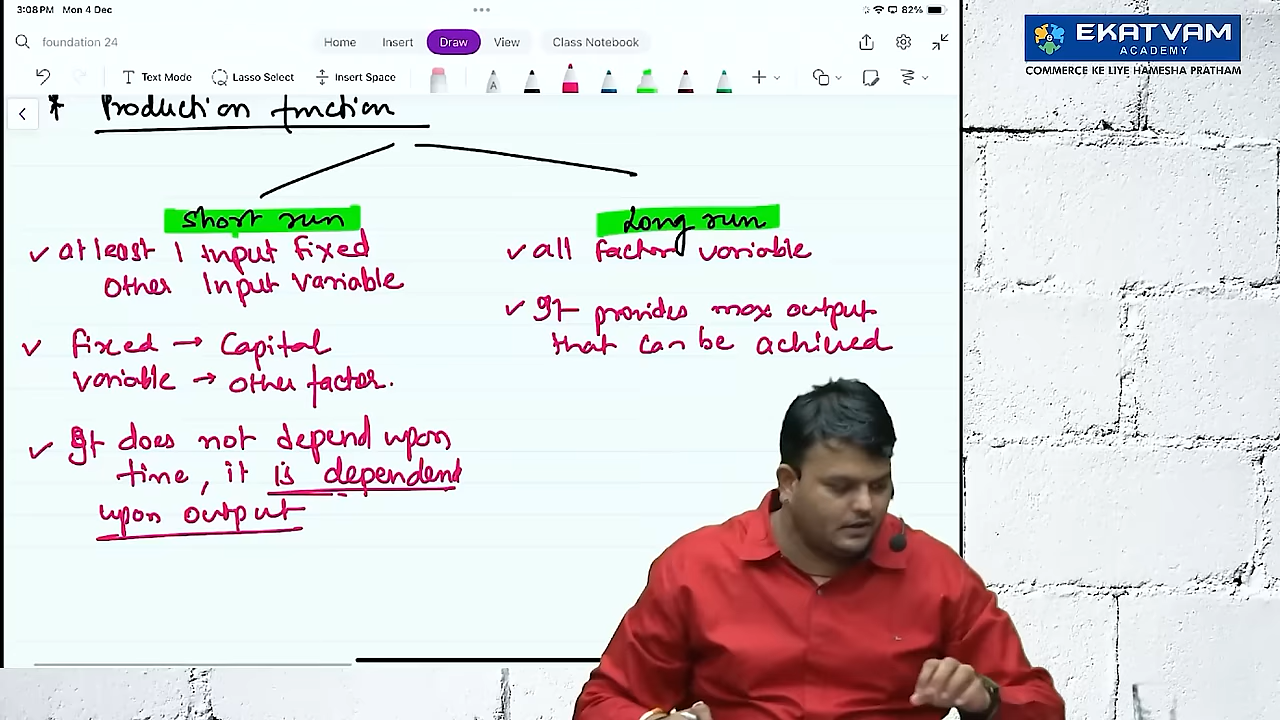 3:08 PM Mon 4 Dec
82%
foundation 24
Home Insert Draw View Class Notebook
Text Mode Lasso Select Insert Space
EKATVAM
ACADEMY
COMMERCE KE LIYE HAMESHA PRATHAM
* Production function
Short run
✓ at least 1 Input fixed
other Input variable
✓ fixed → Capital
variable → other factor.
✓ It does not depend upon
time, it is dependend
upon output
Long run
✓ all factor variable
✓ It provides max output
that can be achieved